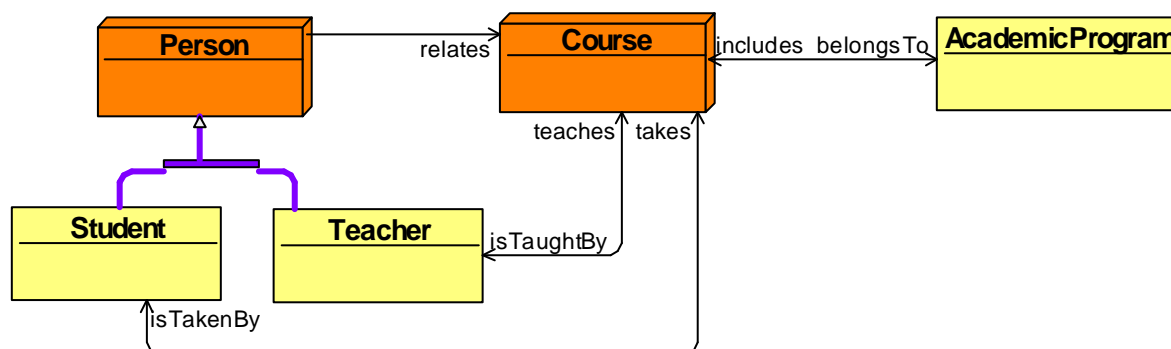 Person
relates
Course
includes belongsTo
AcademicProgram
teaches
takes
Student
Teacher
isTaughtBy
isTakenBy